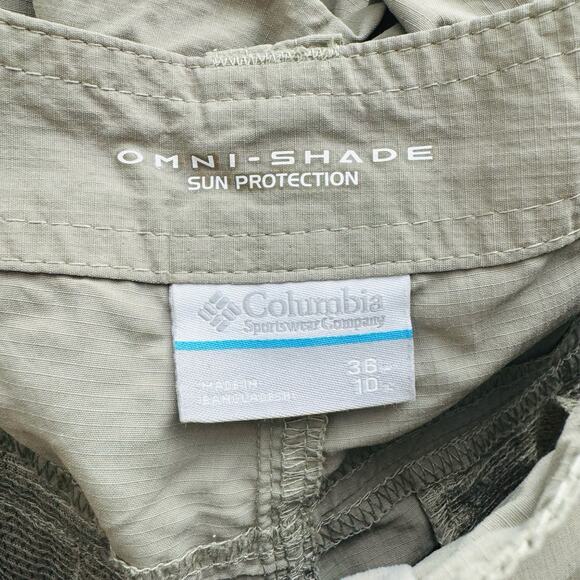 OMNI-SHADE
SUN PROTECTION
Columbia
Sportswear Company
36
MADE IN
BANGLADESH
10